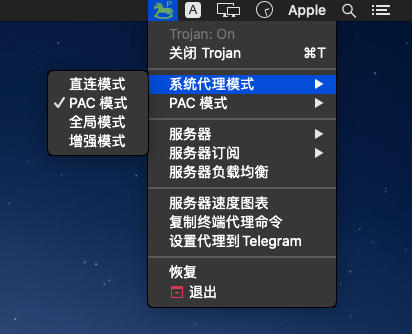 P
A
Apple
Trojan: On
关闭 Trojan ⌘T
系统代理模式
直连模式
✓ PAC 模式
全局模式
增强模式
PAC 模式
服务器
服务器订阅
服务器负载均衡
服务器速度图表
复制终端代理命令
设置代理到 Telegram
恢复
退出